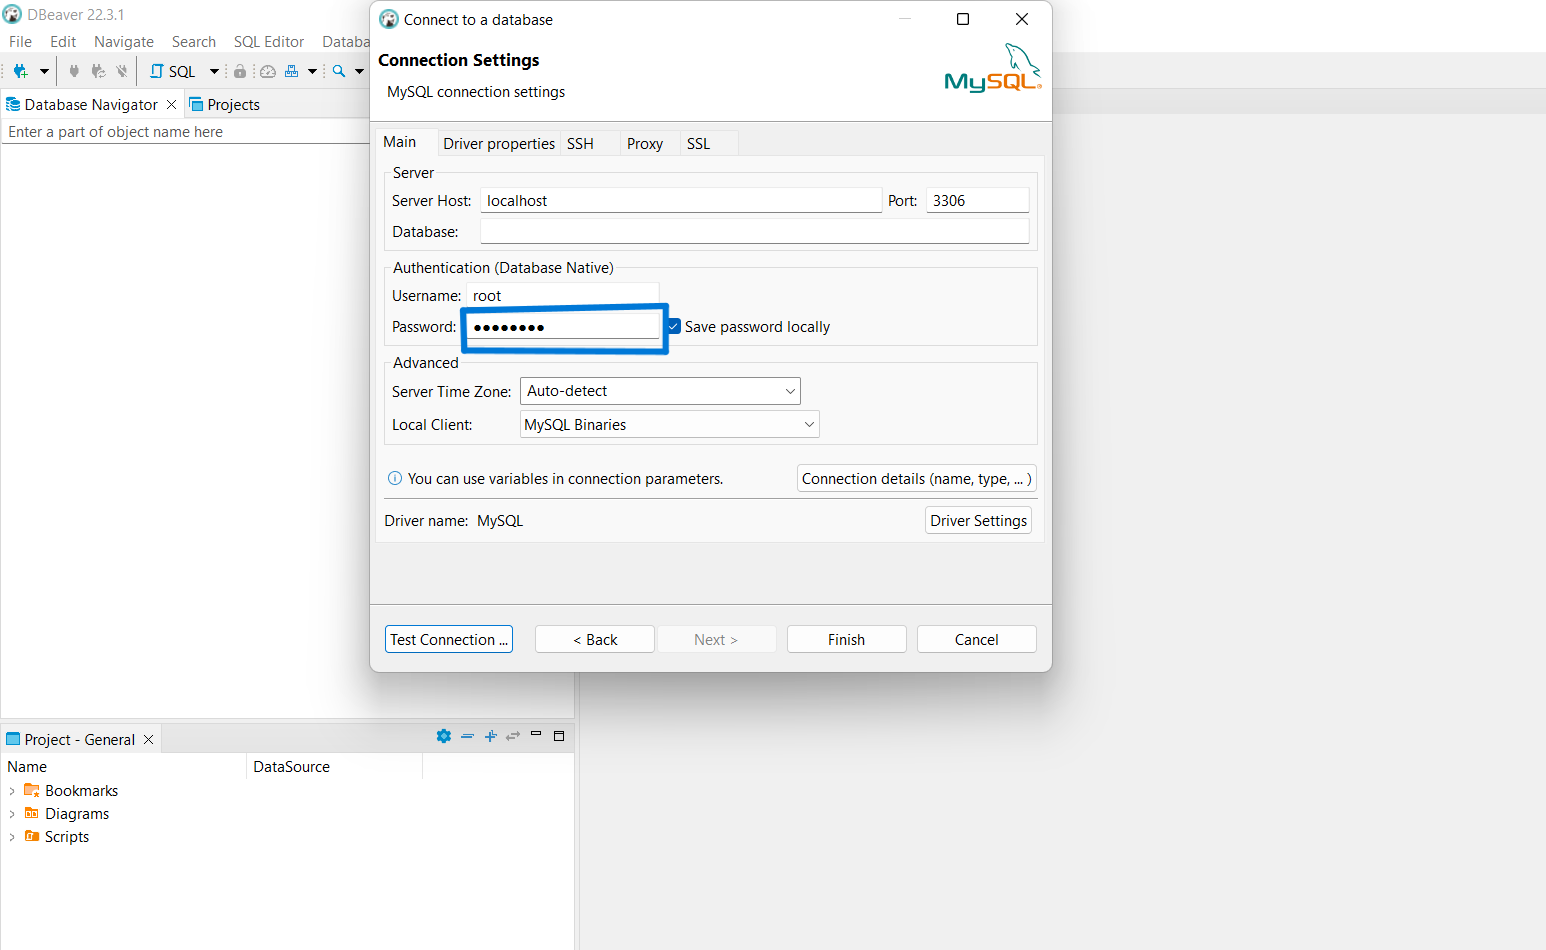 DBeaver 22.3.1
File Edit Navigate Search SQL Editor Databa
SQL
Database Navigator Projects
Enter a part of object name here
Connect to a database
Connection Settings
MySQL connection settings
MySQL®
Main Driver properties SSH Proxy SSL
Server
Server Host: localhost Port: 3306
Database:
Authentication (Database Native)
Username: root
Password: ●●●●●●●● Save password locally
Advanced
Server Time Zone: Auto-detect
Local Client: MySQL Binaries
You can use variables in connection parameters. Connection details (name, type, ... )
Driver name: MySQL Driver Settings
Test Connection ... < Back Next > Finish Cancel
Project - General
Name DataSource
Bookmarks
Diagrams
Scripts